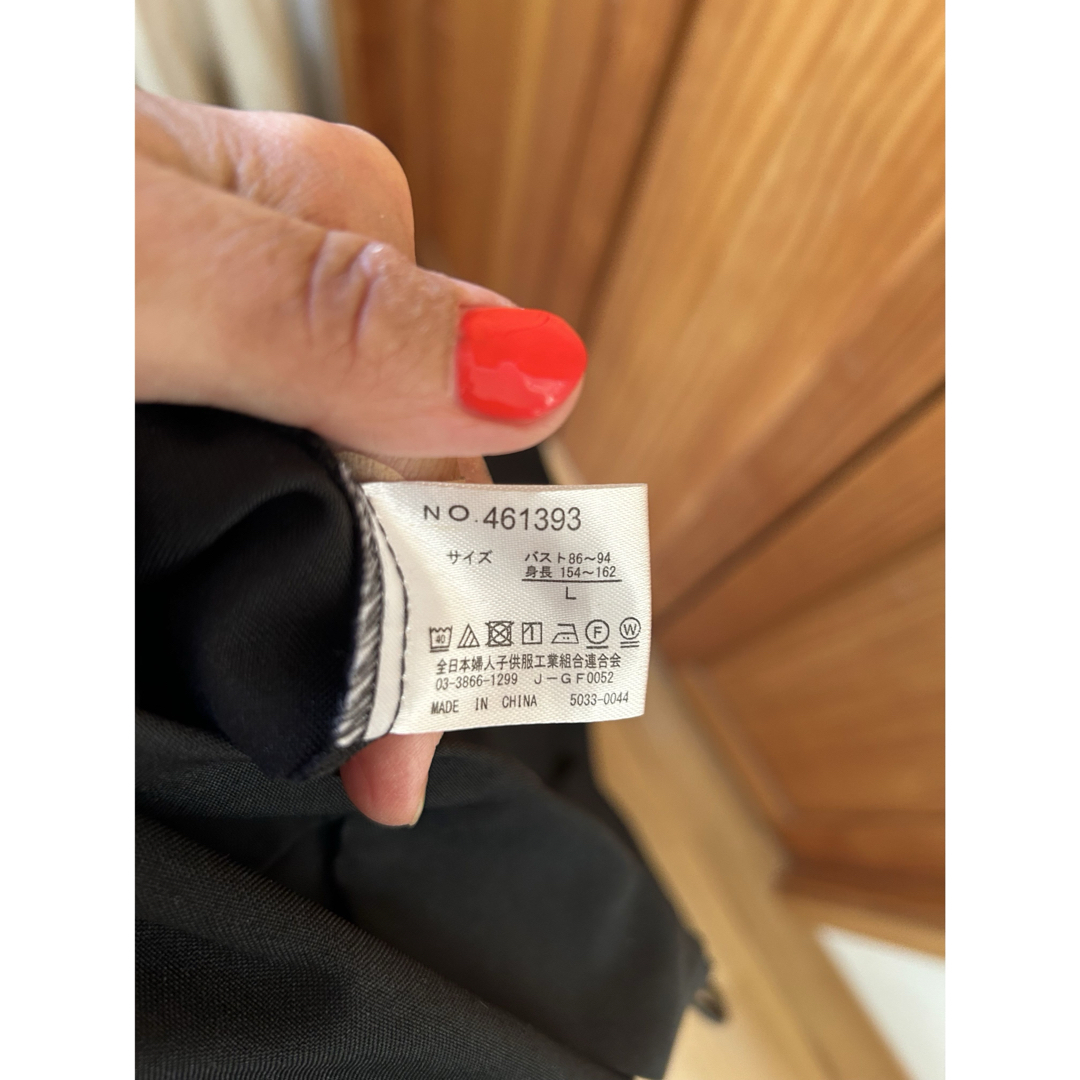 NO.461393
サイズ バスト86〜94
身長 154〜162
L
40 F W
全日本婦人子供服工業組合連合会
03-3866-1299 J-GF0052
MADE IN CHINA 5033-0044